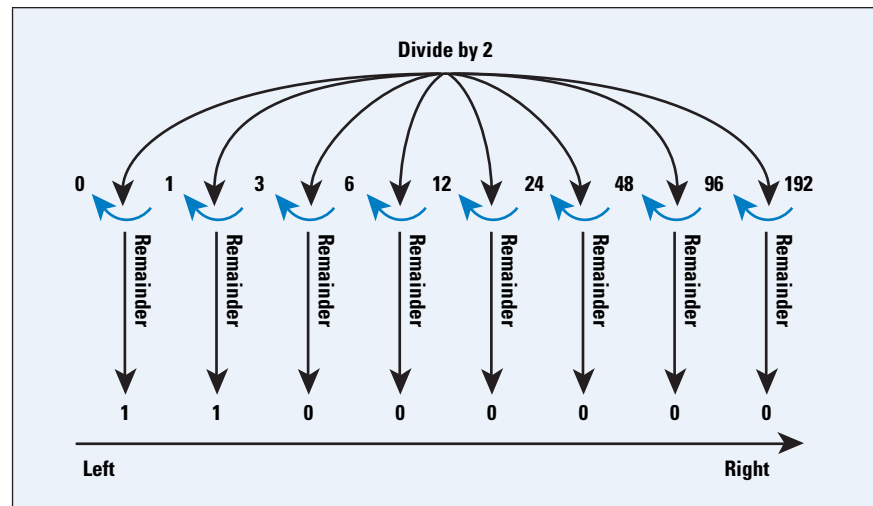 Divide by 2
0 1 3 6 12 24 48 96 192
Remainder Remainder Remainder Remainder Remainder Remainder Remainder Remainder
1 1 0 0 0 0 0 0
Left Right